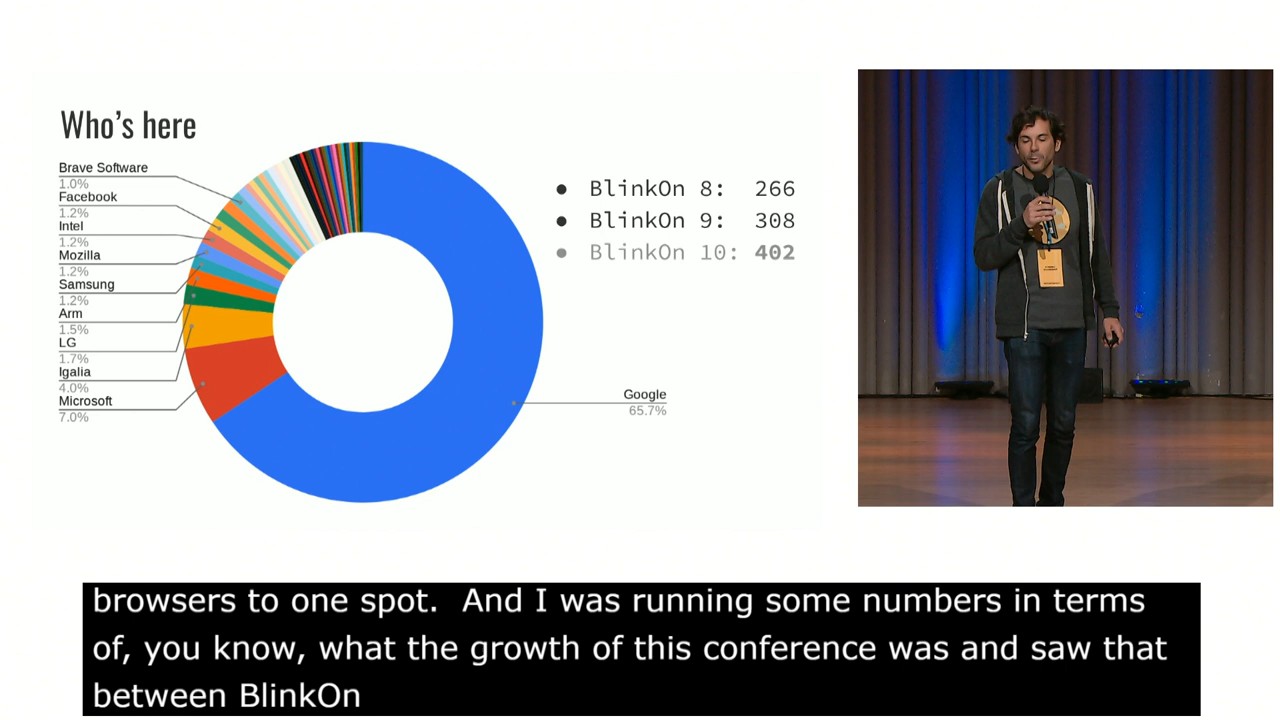 Who's here
Brave Software
1.0%
Facebook
1.2%
Intel
1.2%
Mozilla
1.2%
Samsung
1.2%
Arm
1.5%
LG
1.7%
Igalia
4.0%
Microsoft
7.0%
Google
65.7%
● BlinkOn 8: 266
● BlinkOn 9: 308
● BlinkOn 10: 402
browsers to one spot. And I was running some numbers in terms
of, you know, what the growth of this conference was and saw that
between BlinkOn